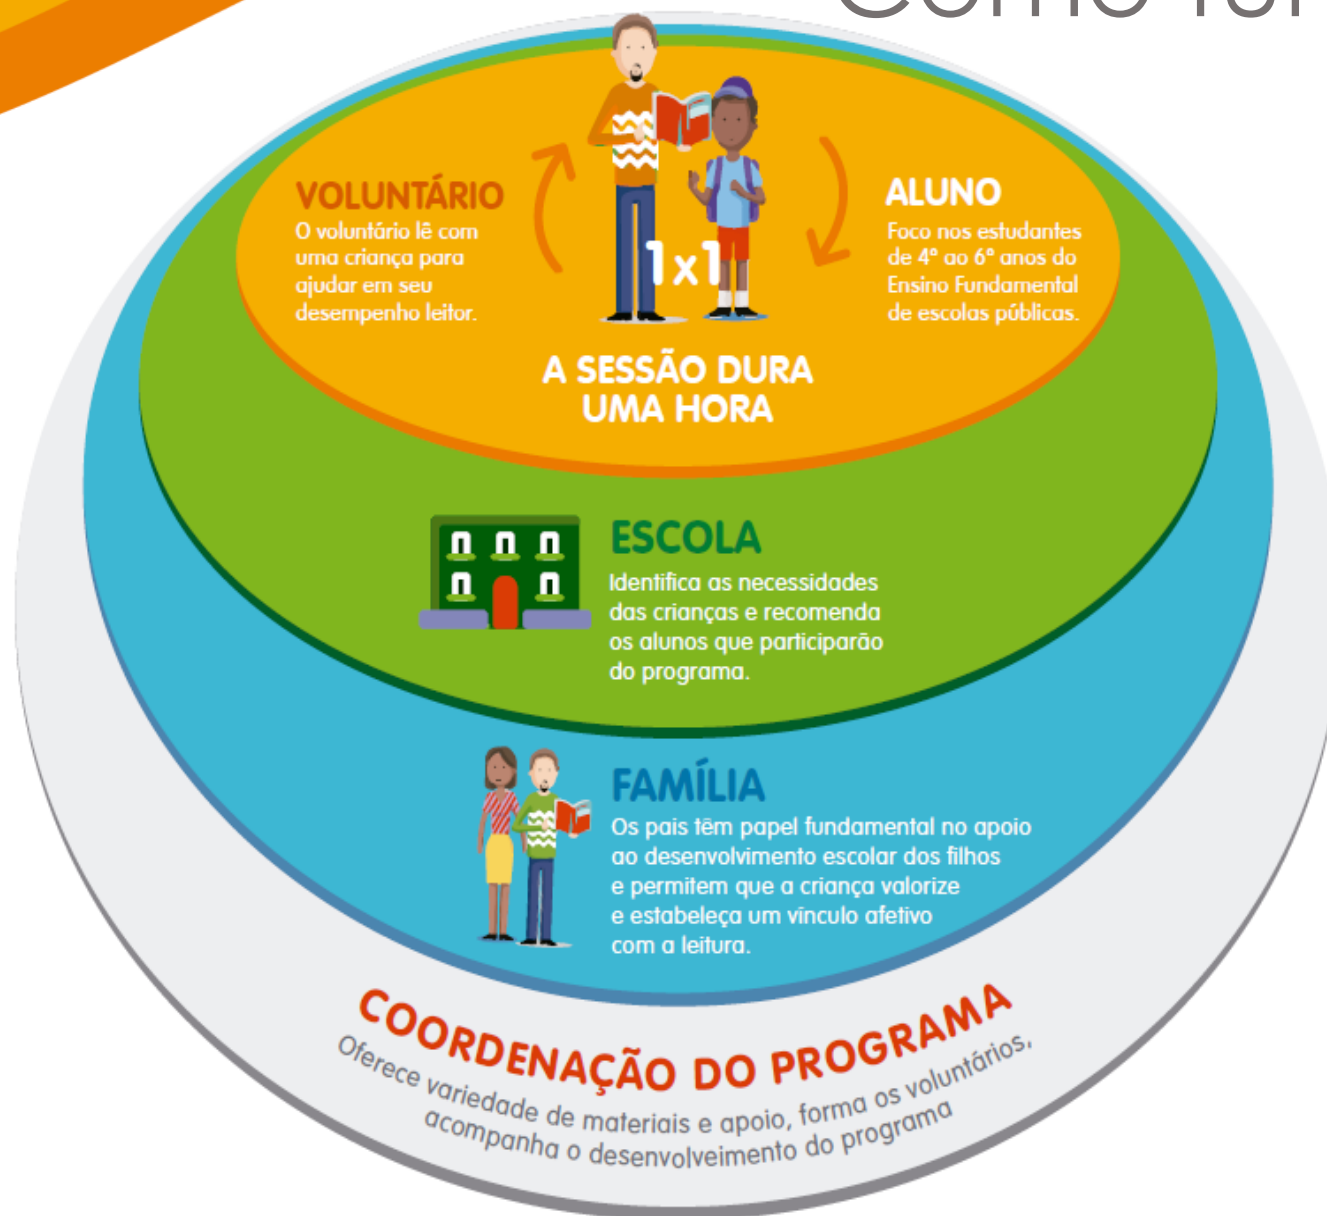 Como
VOLUNTÁRIO
O voluntário lê com
uma criança para
ajudar em seu
desempenho leitor.
1x1
ALUNO
Foco nos estudantes
de 4º ao 6º anos do
Ensino Fundamental
de escolas públicas.
A SESSÃO DURA
UMA HORA
ESCOLA
Identifica as necessidades
das crianças e recomenda
os alunos que participarão
do programa.
FAMÍLIA
Os pais têm papel fundamental no apoio
ao desenvolvimento escolar dos filhos
e permitem que a criança valorize
e estabeleça um vínculo afetivo
com a leitura.
COORDENAÇÃO DO PROGRAMA
Oferece variedade de materiais e apoio, forma os voluntários,
acompanha o desenvolveimento do programa